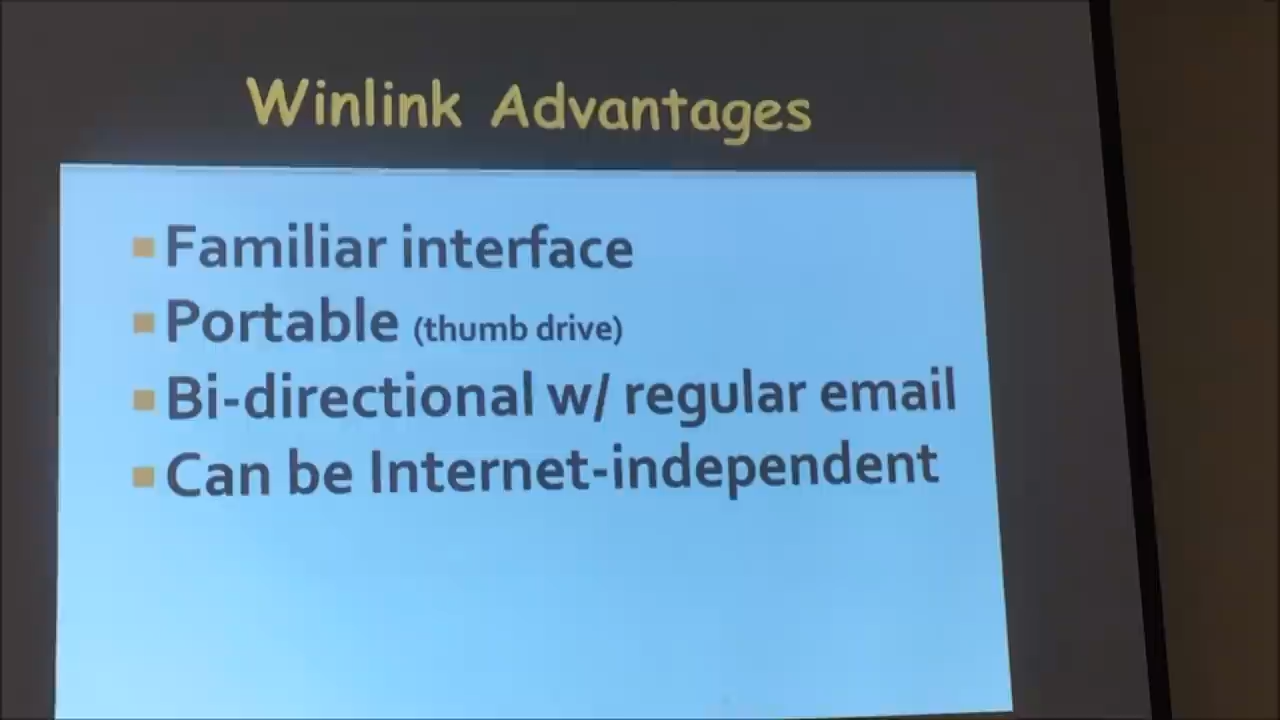 Winlink Advantages
Familiar interface
Portable (thumb drive)
Bi-directional w/ regular email
Can be Internet-independent